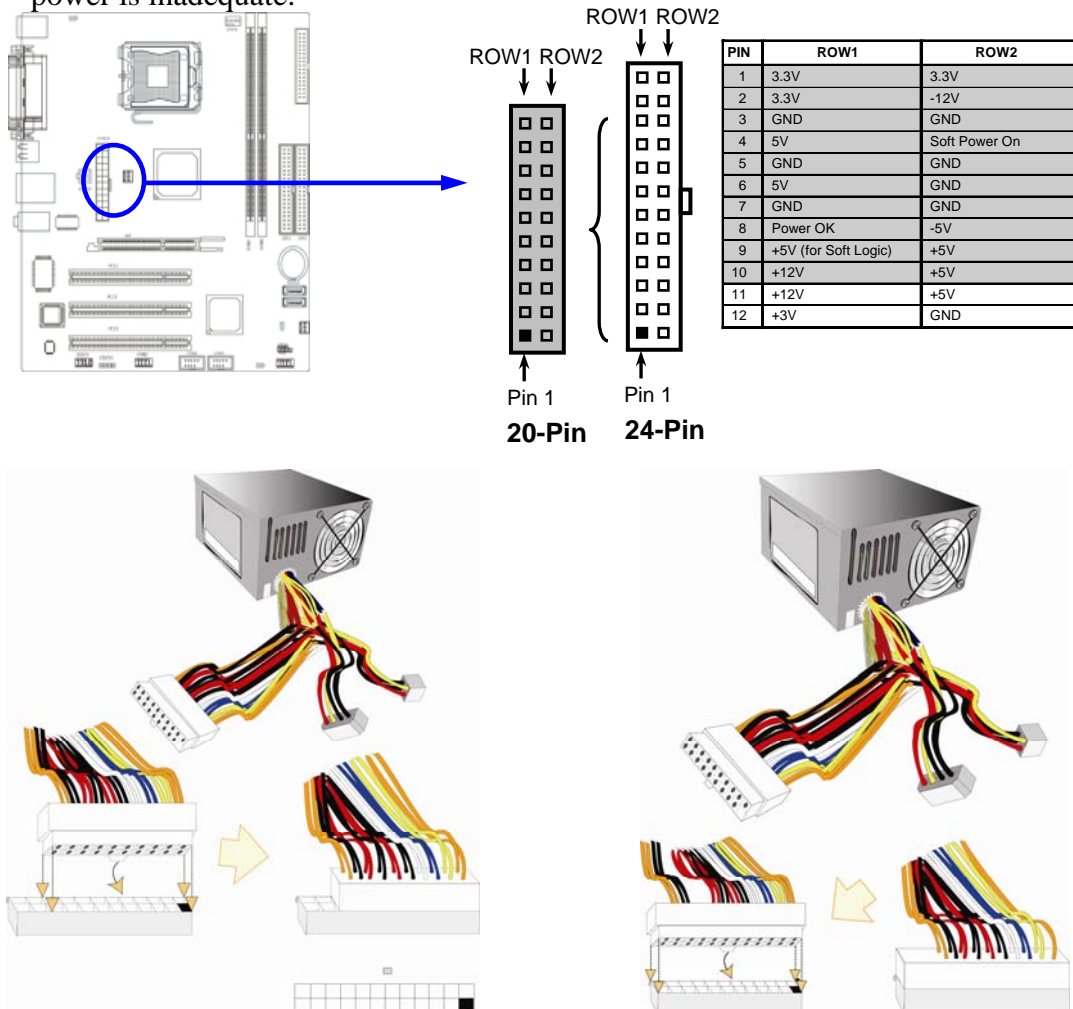 power is inadequate.
ROW1 ROW2
ROW1 ROW2
Pin 1
Pin 1
20-Pin
24-Pin
PIN ROW1 ROW2
1 3.3V 3.3V
2 3.3V -12V
3 GND GND
4 5V Soft Power On
5 GND GND
6 5V GND
7 GND GND
8 Power OK -5V
9 +5V (for Soft Logic) +5V
10 +12V +5V
11 +12V +5V
12 +3V GND